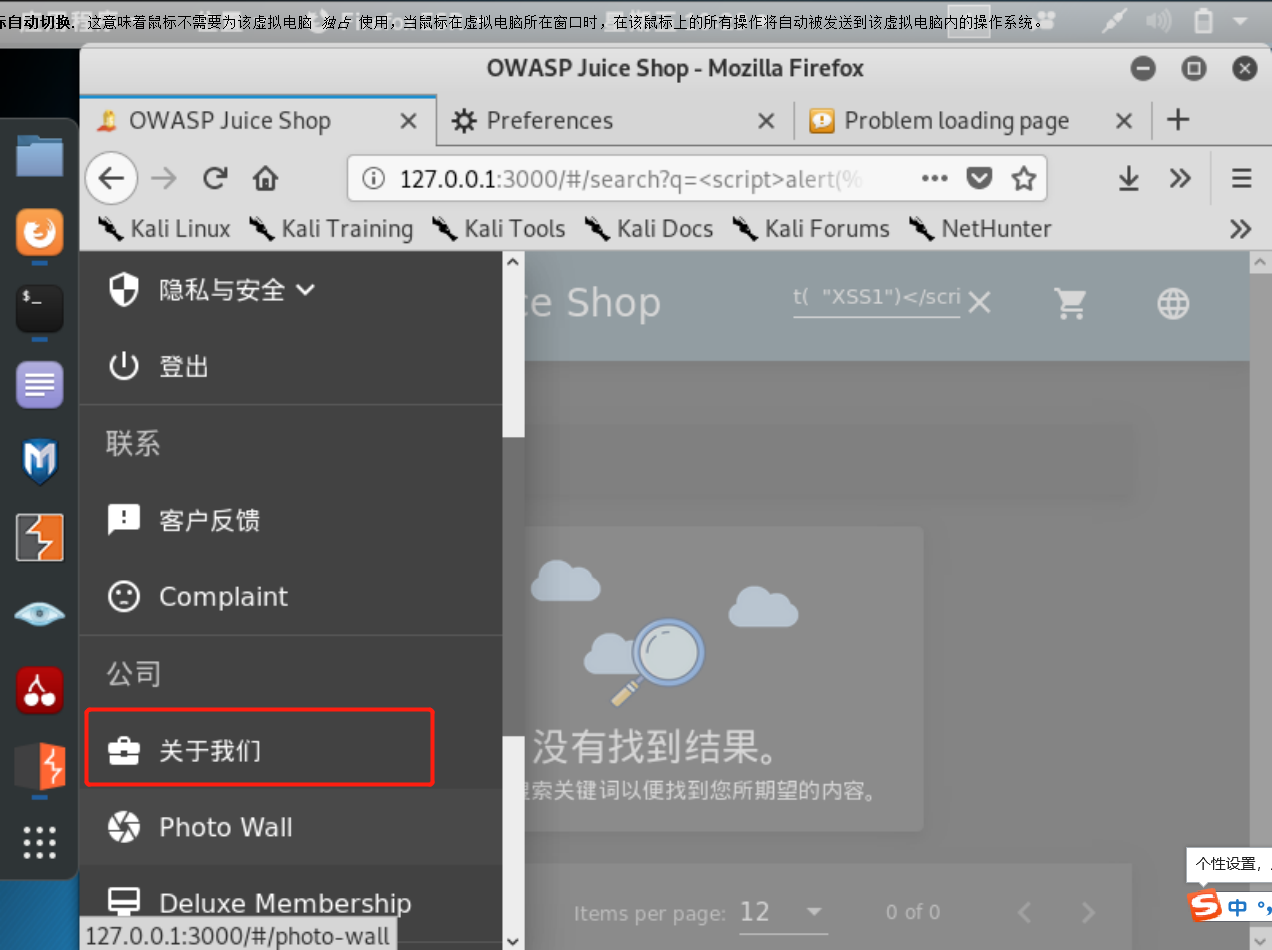 标自动切换. 这意味着鼠标不需要为该虚拟电脑 独占 使用，当鼠标在虚拟电脑所在窗口时，在该鼠标上的所有操作将自动被发送到该虚拟电脑内的操作系统。
OWASP Juice Shop - Mozilla Firefox
OWASP Juice Shop
Preferences
Problem loading page
127.0.0.1:3000/#/search?q=<script>alert(%
Kali Linux
Kali Training
Kali Tools
Kali Docs
Kali Forums
NetHunter
隐私与安全
ce Shop
t( "XSS1")</scri
登出
联系
客户反馈
Complaint
公司
关于我们
没有找到结果。
搜索关键词以便找到您所期望的内容。
Photo Wall
Deluxe Membership
Items per page: 12
0 of 0
127.0.0.1:3000/#/photo-wall
个性设置,
中